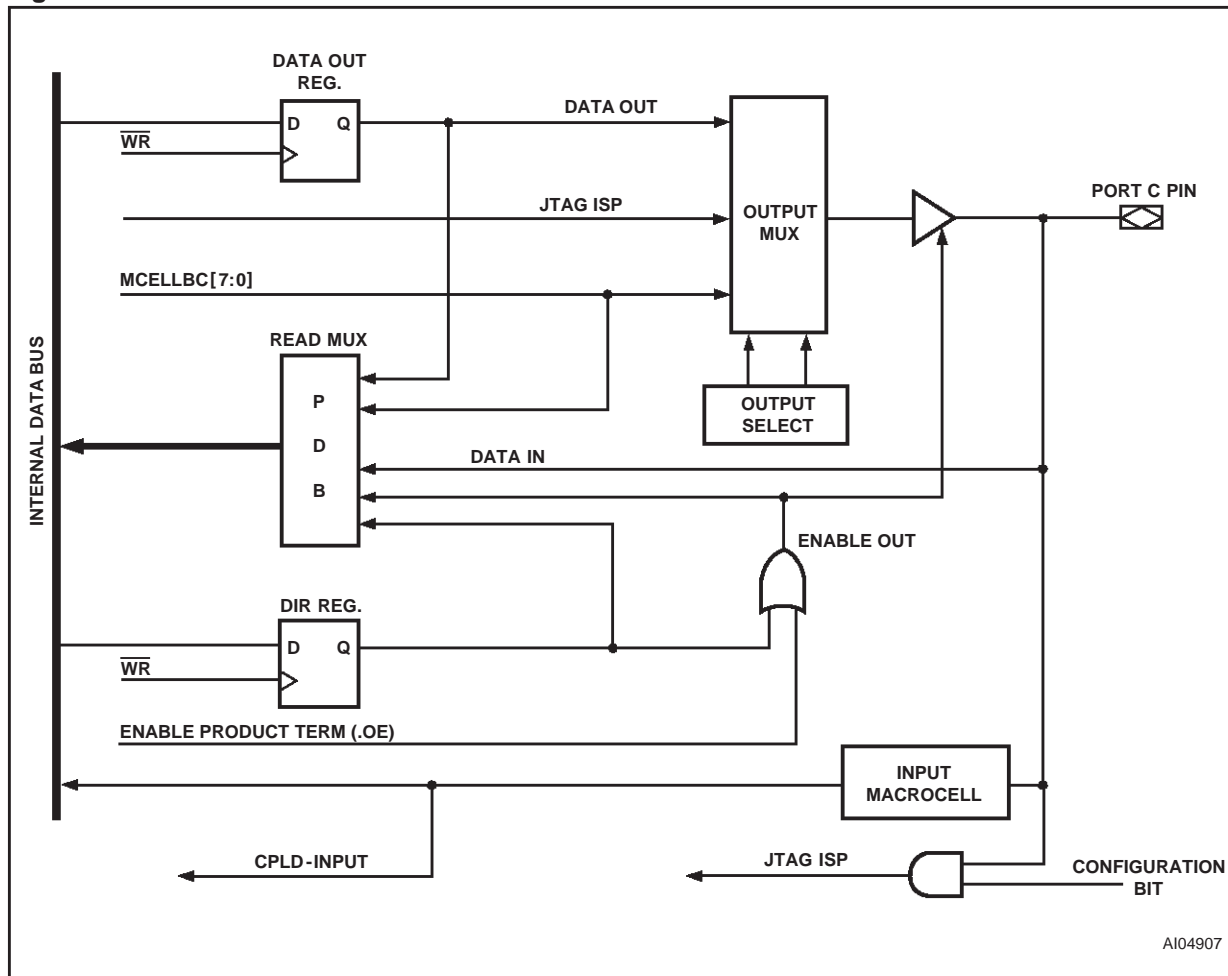 DATA OUT
REG.
D Q
WR
DATA OUT
JTAG ISP
OUTPUT
MUX
PORT C PIN
MCELLBC[7:0]
READ MUX
P
D
B
OUTPUT
SELECT
DATA IN
INTERNAL DATA BUS
ENABLE OUT
DIR REG.
D Q
WR
ENABLE PRODUCT TERM (.OE)
INPUT
MACROCELL
CPLD-INPUT
JTAG ISP
CONFIGURATION
BIT
AI04907